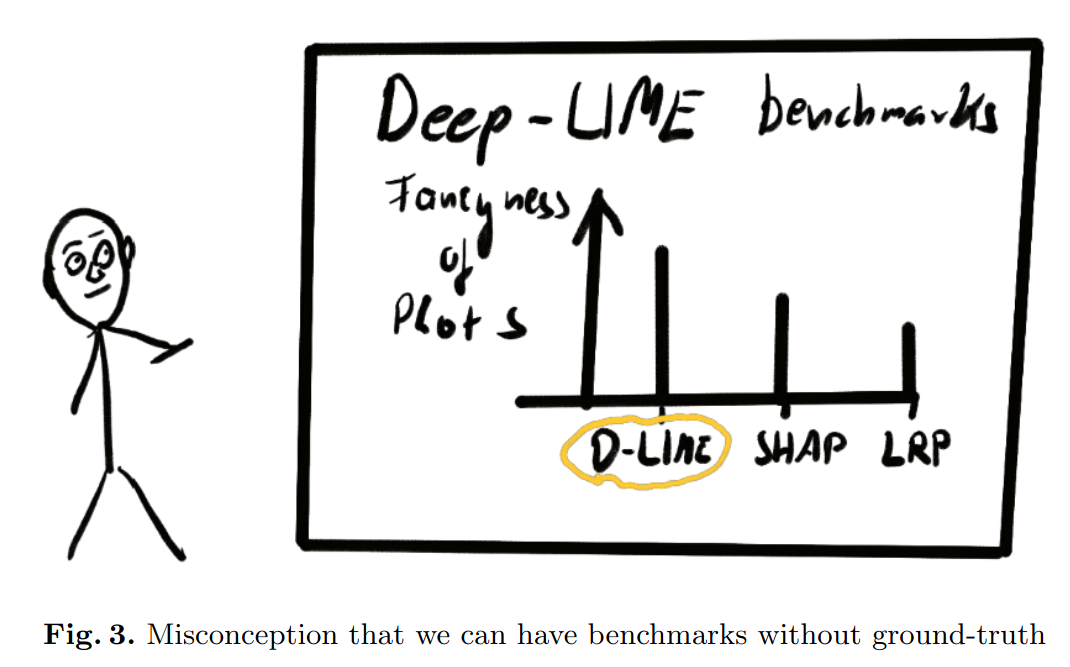 Deep-LIME benchmarks
Fancyness
of
Plots
D-LIME SHAP LRP
Fig. 3. Misconception that we can have benchmarks without ground-truth